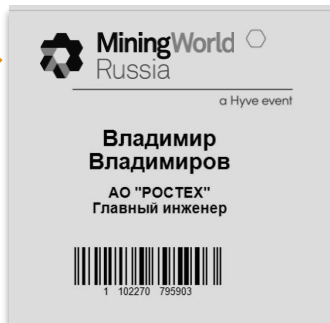 MiningWorld
Russia
a Hyve event
Владимир
Владимиров
АО "РОСТЕХ"
Главный инженер
1 102270 795903